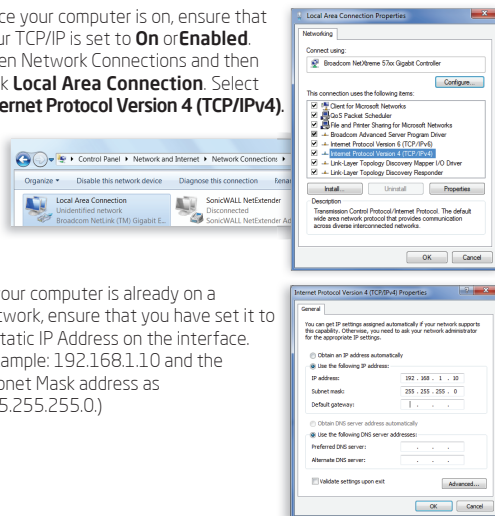 ce your computer is on, ensure that
ur TCP/IP is set to On orEnabled.
en Network Connections and then
k Local Area Connection. Select
ernet Protocol Version 4 (TCP/IPv4).
Control Panel ▸ Network and Internet ▸ Network Connections ▸
Organize ▾ Disable this network device Diagnose this connection Rena
Local Area Connection
Unidentified network
Broadcom NetLink (TM) Gigabit E...
SonicWALL NetExtender
Disconnected
SonicWALL NetExtender Ad
Local Area Connection Properties
Networking
Connect using:
Broadcom NetXtreme 57xx Gigabit Controller
Configure...
This connection uses the following items:
Client for Microsoft Networks
QoS Packet Scheduler
File and Printer Sharing for Microsoft Networks
Broadcom Advanced Server Program Driver
Internet Protocol Version 6 (TCP/IPv6)
Internet Protocol Version 4 (TCP/IPv4)
Link-Layer Topology Discovery Mapper I/O Driver
Link-Layer Topology Discovery Responder
Install... Uninstall Properties
Description
Transmission Control Protocol/Internet Protocol. The default
wide area network protocol that provides communication
across diverse interconnected networks.
OK Cancel
your computer is already on a
twork, ensure that you have set it to
tatic IP Address on the interface.
ample: 192.168.1.10 and the
bnet Mask address as
5.255.255.0.)
Internet Protocol Version 4 (TCP/IPv4) Properties
General
You can get IP settings assigned automatically if your network supports
this capability. Otherwise, you need to ask your network administrator
for the appropriate IP settings.
Obtain an IP address automatically
Use the following IP address:
IP address: 192 . 168 . 1 . 10
Subnet mask: 255 . 255 . 255 . 0
Default gateway: . . .
Obtain DNS server address automatically
Use the following DNS server addresses:
Preferred DNS server: . . .
Alternate DNS server: . . .
Validate settings upon exit
Advanced...
OK Cancel